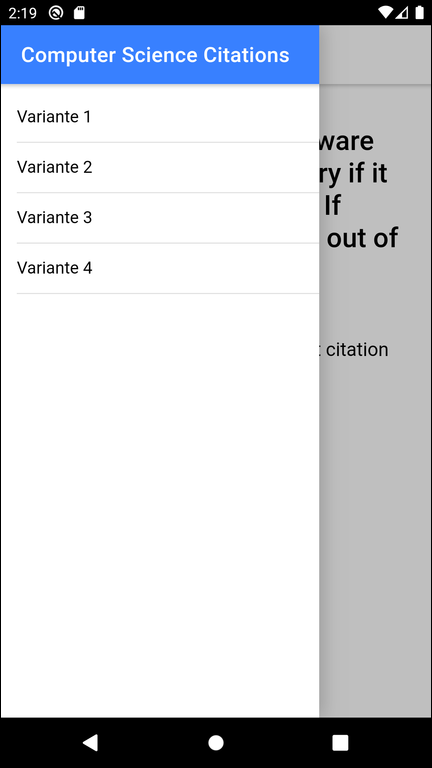 2:19
Computer Science Citations
Variante 1
Variante 2
Variante 3
Variante 4
ry if it
If
out of
citation